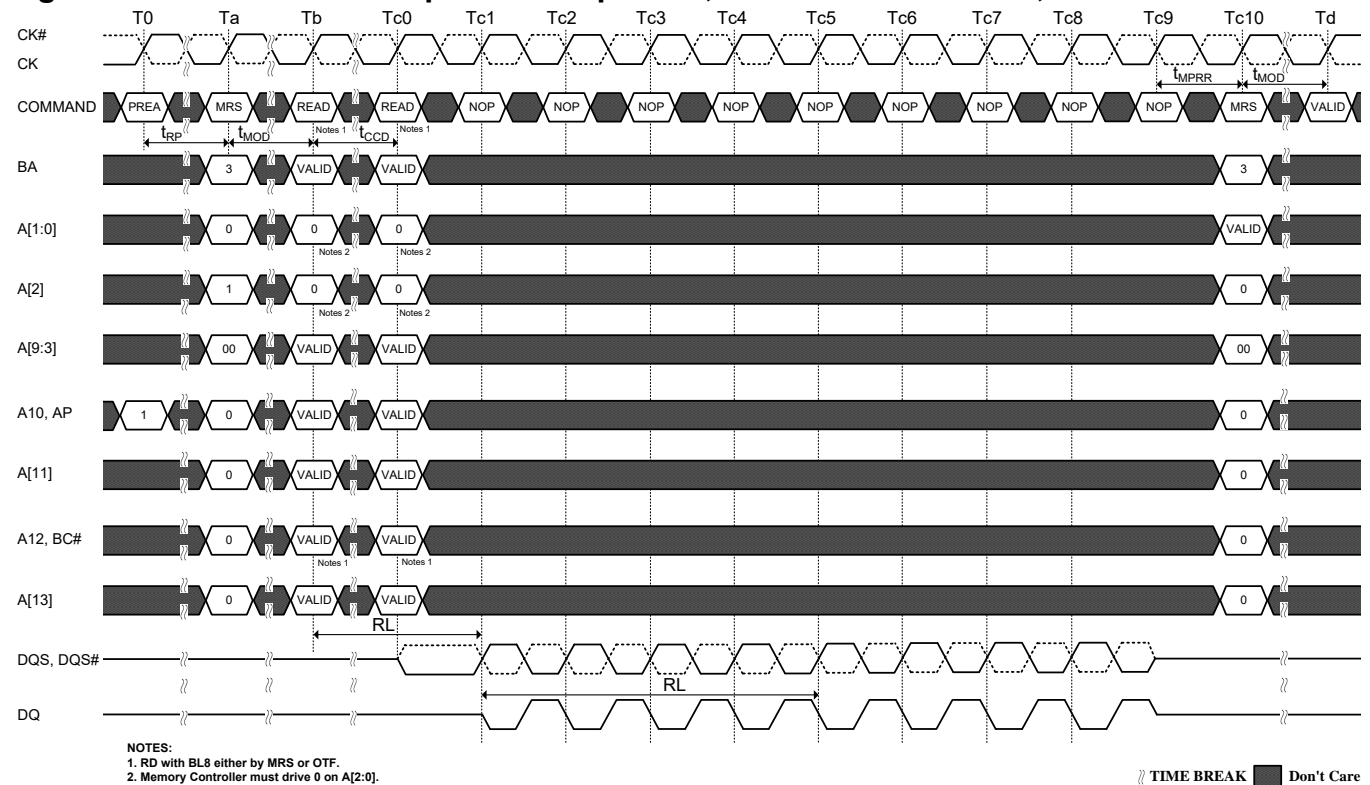 T0 Ta Tb Tc0 Tc1 Tc2 Tc3 Tc4 Tc5 Tc6 Tc7 Tc8 Tc9 Tc10 Td
CK#
CK
tMPRR tMOD
COMMAND PREA MRS READ READ NOP NOP NOP NOP NOP NOP NOP NOP NOP MRS VALID
Notes 1 Notes 1
tRP tMOD tCCD
BA 3 VALID VALID 3
A[1:0] 0 0 0 VALID
Notes 2 Notes 2
A[2] 1 0 0 0
Notes 2 Notes 2
A[9:3] 00 VALID VALID 00
A10, AP 1 0 VALID VALID 0
A[11] 0 VALID VALID 0
A12, BC# 0 VALID VALID 0
Notes 1 Notes 1
A[13] 0 VALID VALID 0
RL
DQS, DQS#
RL
DQ
NOTES:
1. RD with BL8 either by MRS or OTF.
2. Memory Controller must drive 0 on A[2:0].
TIME BREAK Don't Care